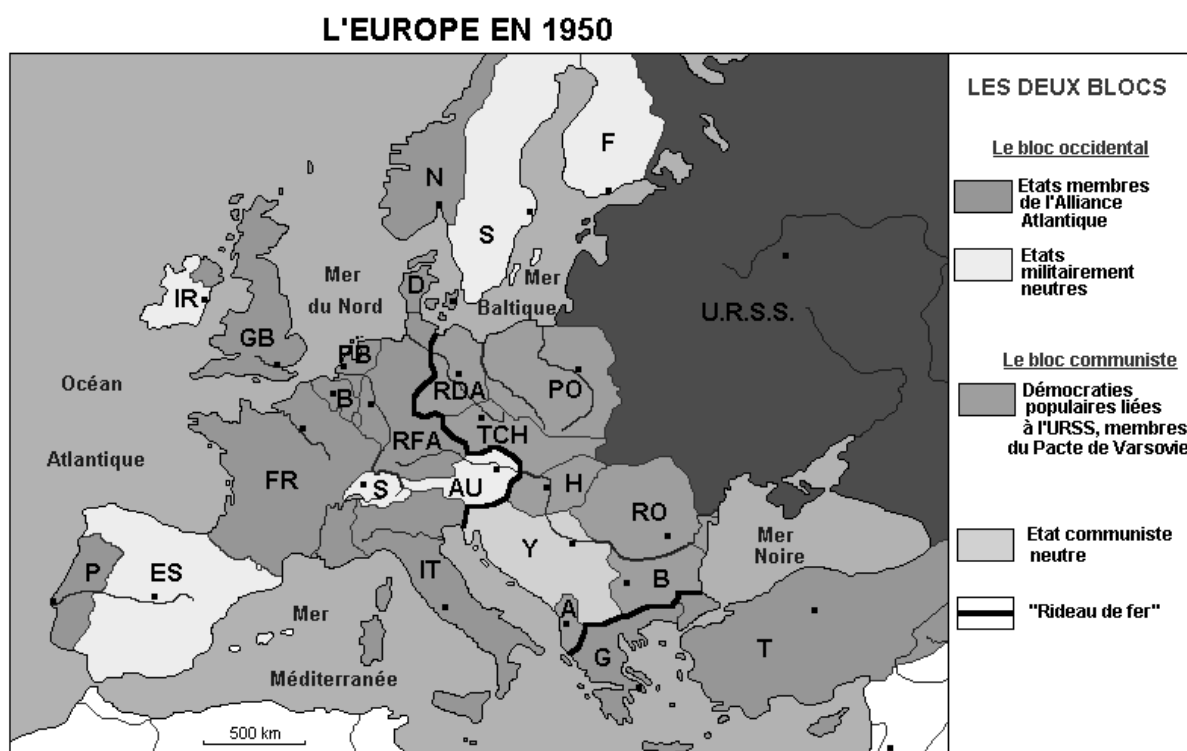 L'EUROPE EN 1950
LES DEUX BLOCS
Le bloc occidental
Etats membres
de l'Alliance
Atlantique
Etats
militairement
neutres
Le bloc communiste
Démocraties
populaires liées
à l'URSS, membres
du Pacte de Varsovie
Etat communiste
neutre
"Rideau de fer"
F
N
S
IR
Mer
du Nord
D
Mer
Baltique
U.R.S.S.
GB
PB
Océan
Atlantique
B
RDA
PO
RFA
TCH
FR
S
AU
H
RO
Mer
Noire
Y
P
ES
IT
B
A
Mer
Méditerranée
G
T
500 km